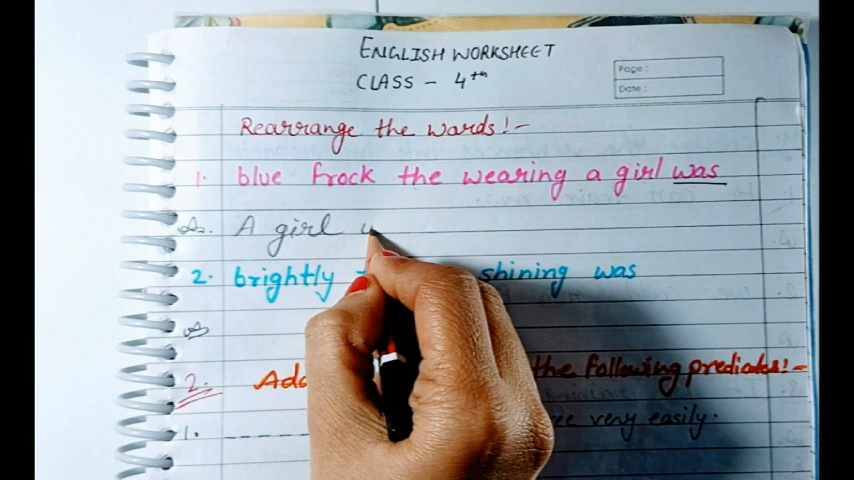 ENGLISH WORKSHEET
CLASS - 4th
Page :
Date :
Rearrange the words! -
1. blue frock the wearing a girl was
A. A girl
2. brightly shining was
A
2. Add the following predicates! -
1. very easily.